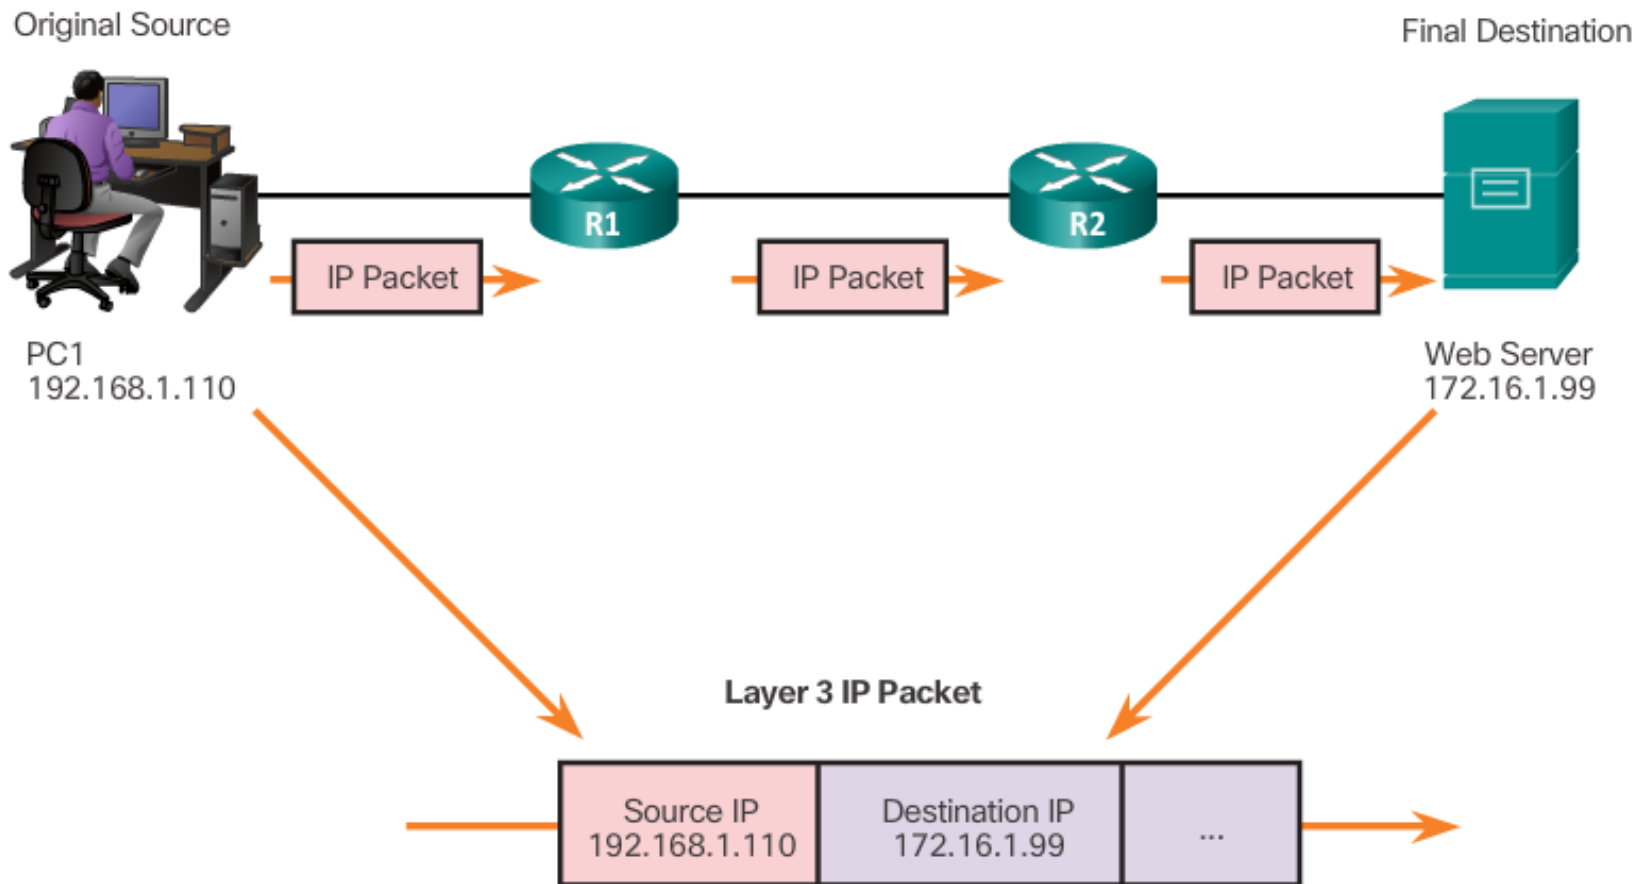 Original Source
Final Destination
R1
R2
IP Packet
IP Packet
IP Packet
PC1
192.168.1.110
Web Server
172.16.1.99
Layer 3 IP Packet
Source IP
192.168.1.110
Destination IP
172.16.1.99
...